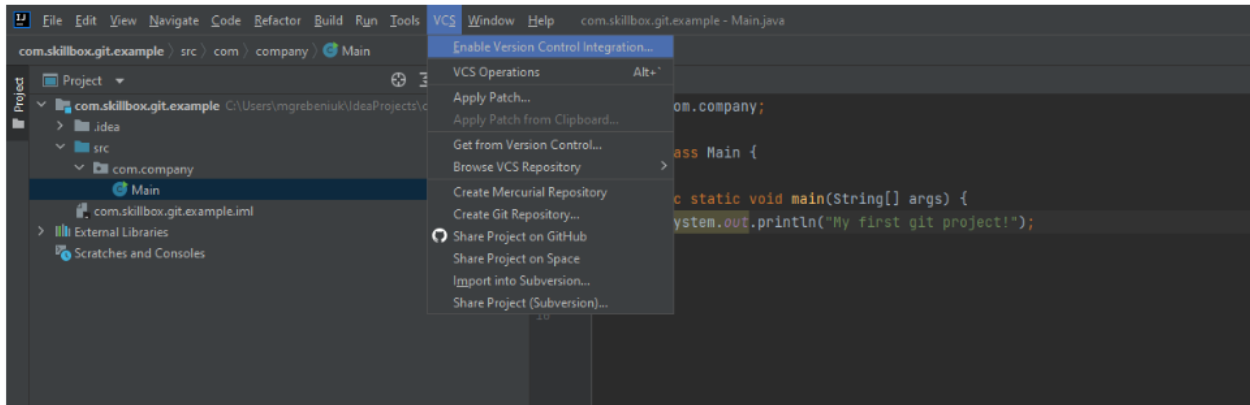 File Edit View Navigate Code Refactor Build Run Tools VCS Window Help com.skillbox.git.example - Main.java
com.skillbox.git.example src com company Main
Project
Project
Enable Version Control Integration...
VCS Operations Alt+`
Apply Patch...
Apply Patch from Clipboard...
Get from Version Control...
Browse VCS Repository
Create Mercurial Repository
Create Git Repository...
Share Project on GitHub
Share Project on Space
Import into Subversion...
Share Project (Subversion)...
com.skillbox.git.example C:\Users\mgrebeniuk\IdeaProjects\c
.idea
src
com.company
Main
com.skillbox.git.example.iml
External Libraries
Scratches and Consoles
om.company;
ass Main {
c static void main(String[] args) {
ystem.out.println("My first git project!");